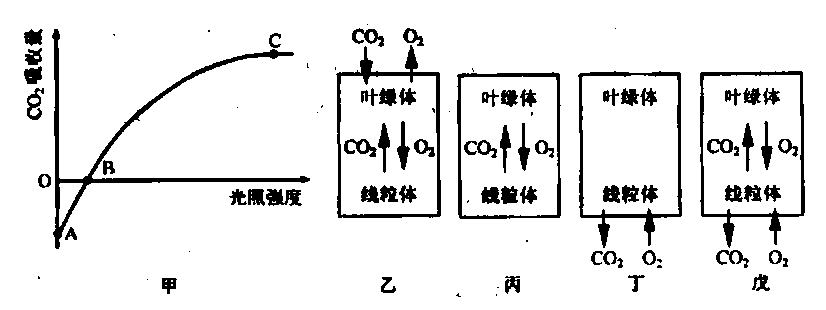 CO₂吸收量
C
O
B
光照强度
A
甲
CO₂ O₂
叶绿体
CO₂ O₂
线粒体
乙
叶绿体
CO₂ O₂
线粒体
丙
叶绿体
线粒体
CO₂ O₂
丁
叶绿体
CO₂ O₂
线粒体
CO₂ O₂
戊